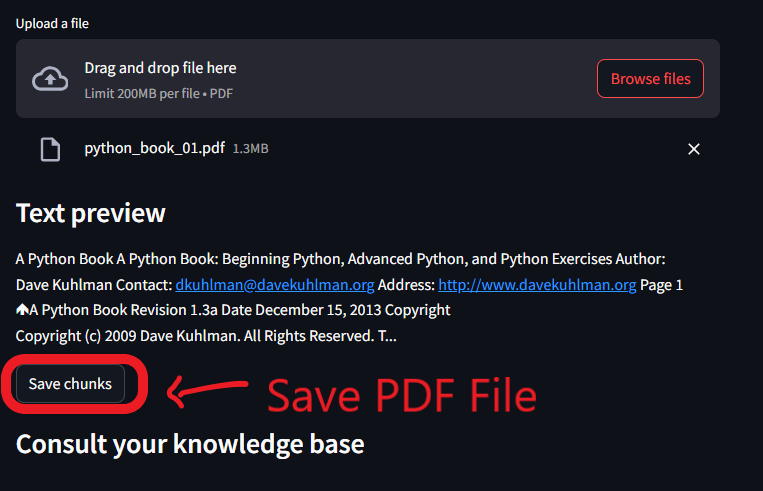 Upload a file
Drag and drop file here
Limit 200MB per file • PDF
Browse files
python_book_01.pdf 1.3MB
Text preview
A Python Book A Python Book: Beginning Python, Advanced Python, and Python Exercises Author:
Dave Kuhlman Contact: dkuhlman@davekuhlman.org Address: http://www.davekuhlman.org Page 1
A Python Book Revision 1.3a Date December 15, 2013 Copyright
Copyright (c) 2009 Dave Kuhlman. All Rights Reserved. T...
Save chunks
Save PDF File
Consult your knowledge base